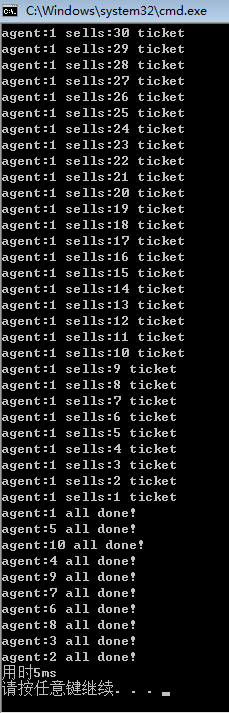 C:\Windows\system32\cmd.exe
agent:1 sells:30 ticket
agent:1 sells:29 ticket
agent:1 sells:28 ticket
agent:1 sells:27 ticket
agent:1 sells:26 ticket
agent:1 sells:25 ticket
agent:1 sells:24 ticket
agent:1 sells:23 ticket
agent:1 sells:22 ticket
agent:1 sells:21 ticket
agent:1 sells:20 ticket
agent:1 sells:19 ticket
agent:1 sells:18 ticket
agent:1 sells:17 ticket
agent:1 sells:16 ticket
agent:1 sells:15 ticket
agent:1 sells:14 ticket
agent:1 sells:13 ticket
agent:1 sells:12 ticket
agent:1 sells:11 ticket
agent:1 sells:10 ticket
agent:1 sells:9 ticket
agent:1 sells:8 ticket
agent:1 sells:7 ticket
agent:1 sells:6 ticket
agent:1 sells:5 ticket
agent:1 sells:4 ticket
agent:1 sells:3 ticket
agent:1 sells:2 ticket
agent:1 sells:1 ticket
agent:1 all done!
agent:5 all done!
agent:10 all done!
agent:4 all done!
agent:9 all done!
agent:7 all done!
agent:6 all done!
agent:8 all done!
agent:3 all done!
agent:2 all done!
用时5ms
请按任意键继续. . .